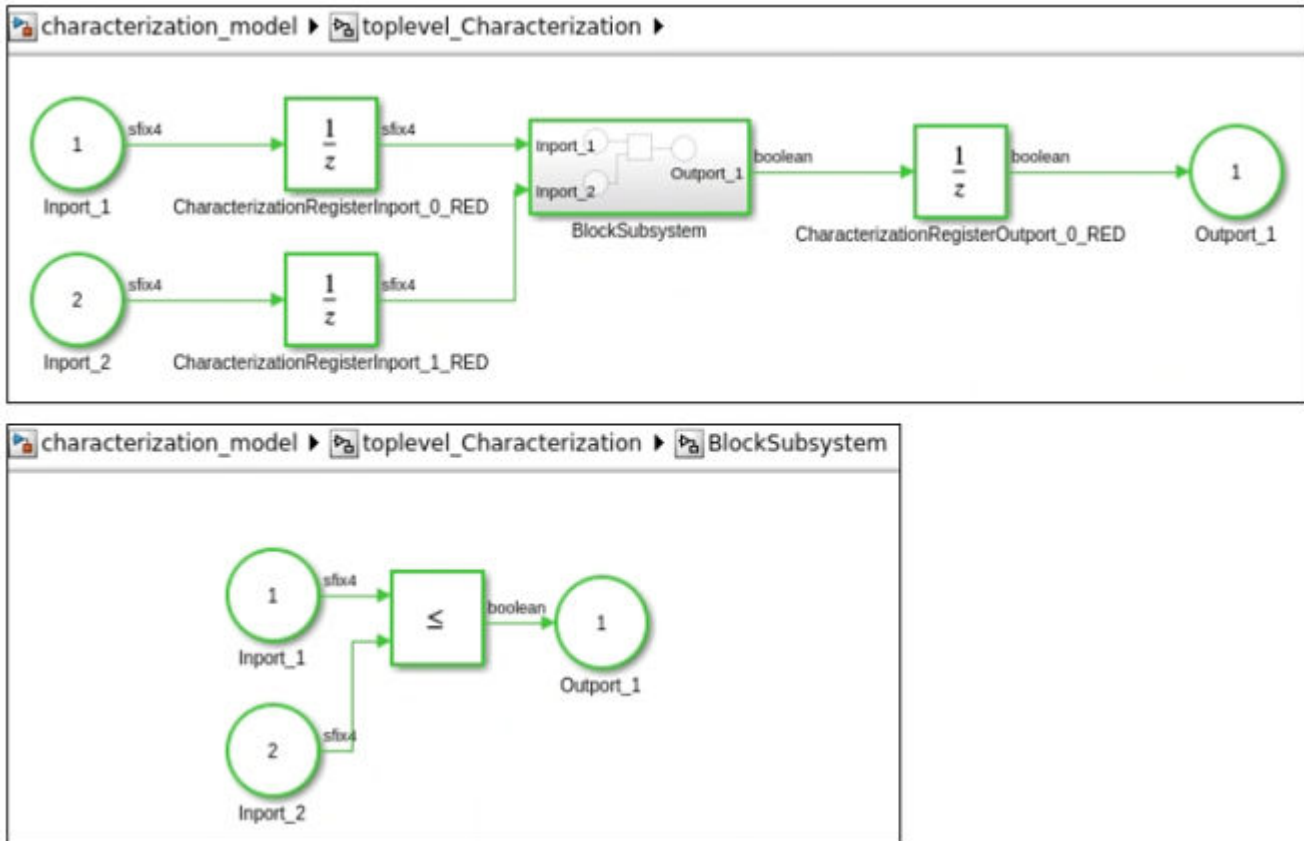 characterization_model ▶ toplevel_Characterization ▶
1
sfix4
1
z
sfix4
Inport_1
Inport_2
Outport_1
boolean
1
z
boolean
1
Inport_1
CharacterizationRegisterInport_0_RED
BlockSubsystem
CharacterizationRegisterOutport_0_RED
Outport_1
2
sfix4
1
z
sfix4
Inport_2
CharacterizationRegisterInport_1_RED
characterization_model ▶ toplevel_Characterization ▶ BlockSubsystem
1
sfix4
≤
boolean
1
Inport_1
Outport_1
2
sfix4
Inport_2